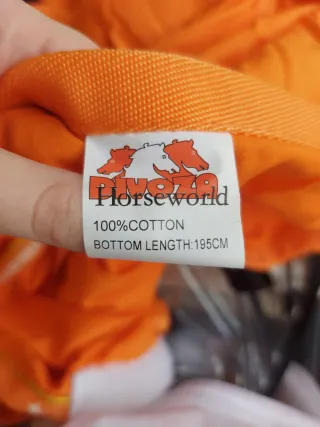 DIVOZA
Horseworld
100%COTTON
BOTTOM LENGTH:195CM